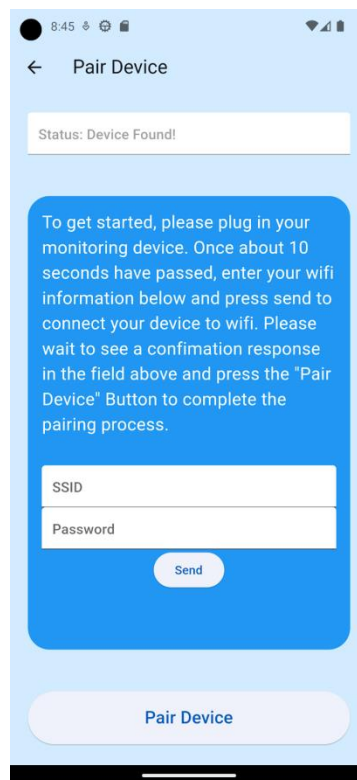 8:45
Pair Device
Status: Device Found!
To get started, please plug in your
monitoring device. Once about 10
seconds have passed, enter your wifi
information below and press send to
connect your device to wifi. Please
wait to see a confimation response
in the field above and press the "Pair
Device" Button to complete the
pairing process.
SSID
Password
Send
Pair Device